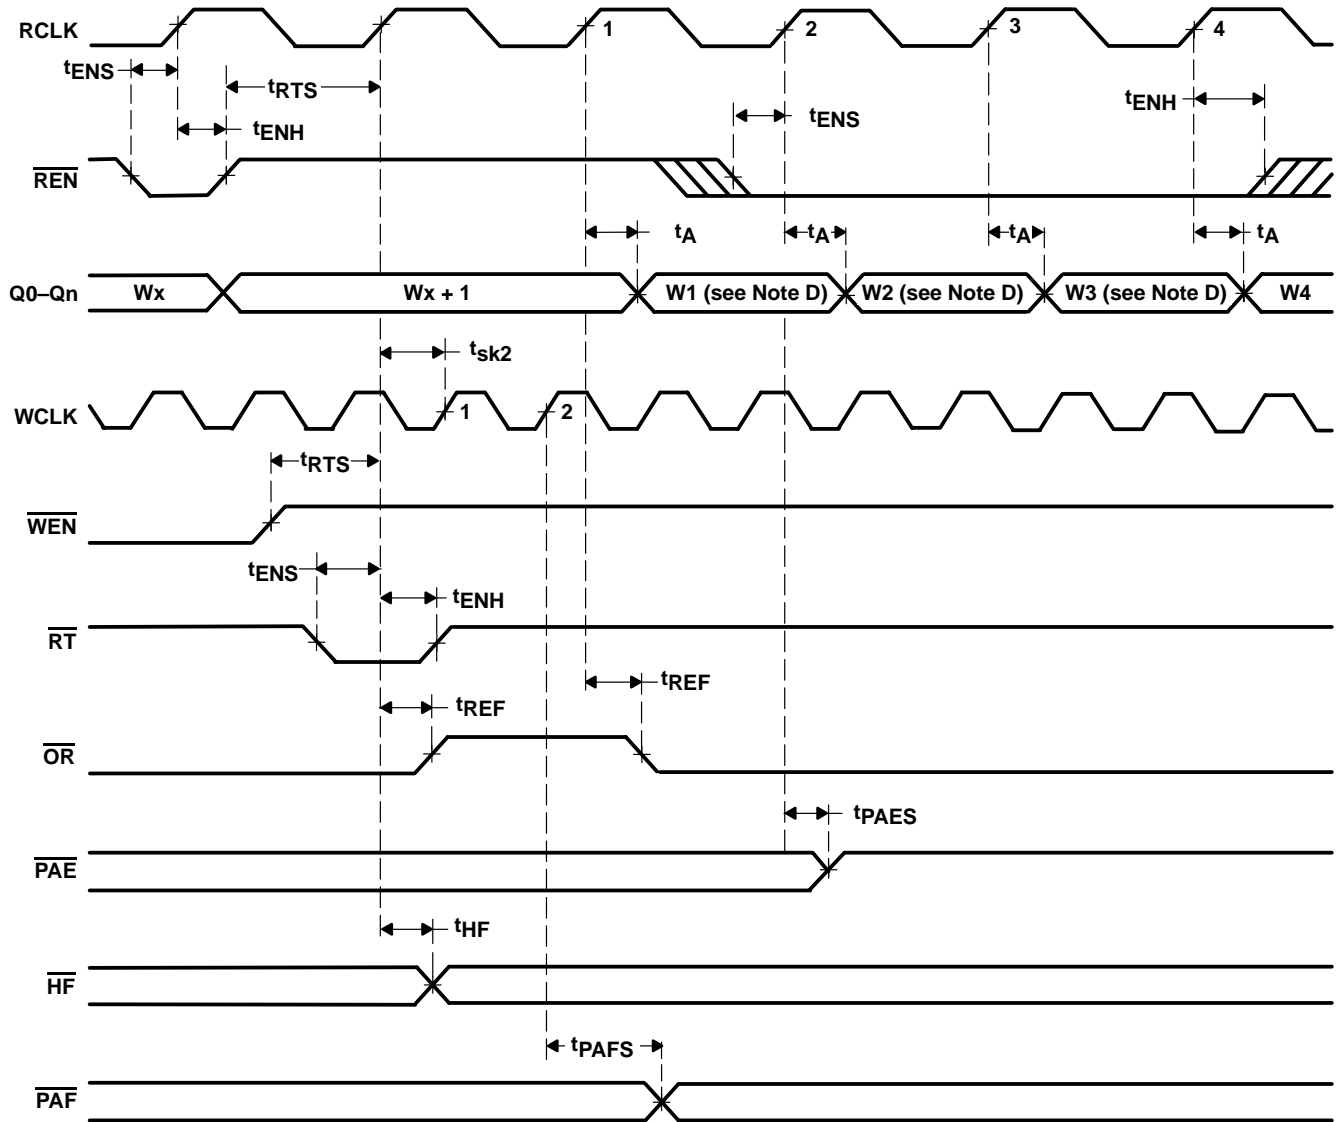 RCLK
1
2
3
4
tENS
tRTS
tENH
tENS
tENH
REN
tA
tA
tA
tA
Q0–Qn
Wx
Wx + 1
W1 (see Note D)
W2 (see Note D)
W3 (see Note D)
W4
tsk2
WCLK
1
2
tRTS
WEN
tENS
tENH
RT
tREF
tREF
OR
tPAES
PAE
tHF
HF
tPAFS
PAF